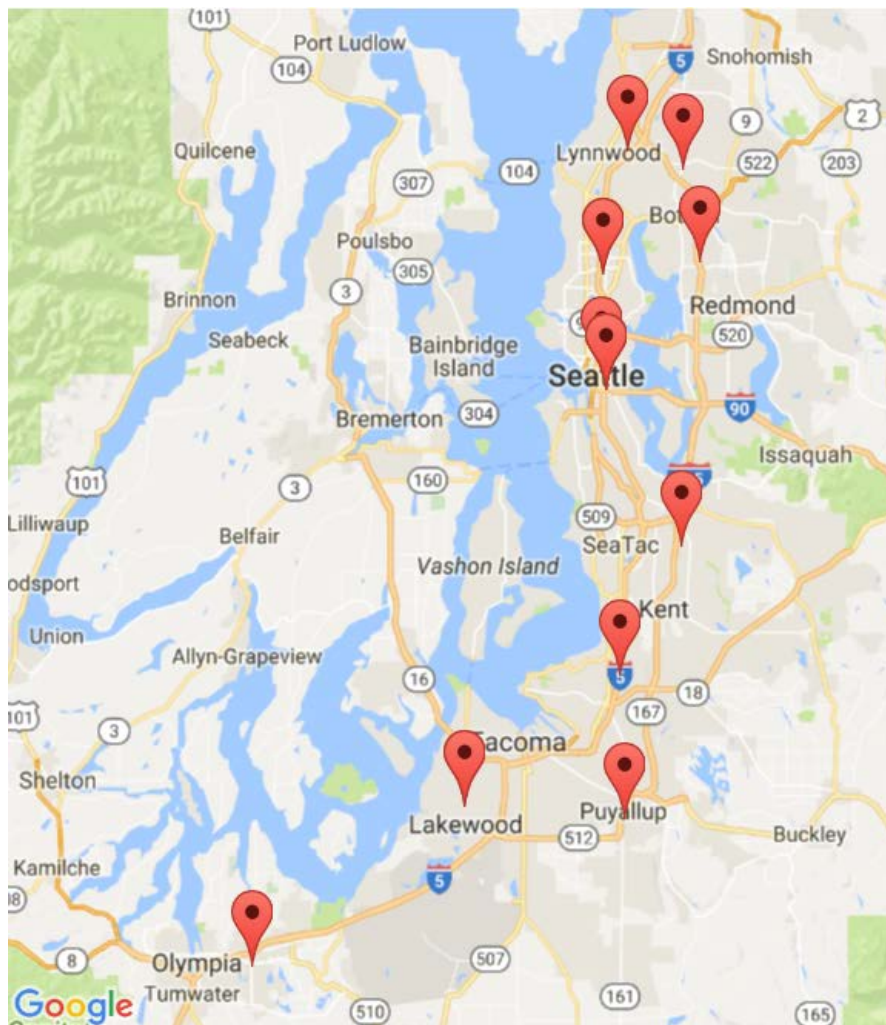 101
Port Ludlow
5
Snohomish
104
9
2
Quilcene
Lynnwood
522
203
104
307
Poulsbo
305
3
Brinnon
Redmond
Seabeck
520
Bainbridge
Island
Seattle
304
90
Bremerton
101
3
160
Issaquah
509
Lilliwaup
Belfair
SeaTac
Vashon Island
Kent
Union
Allyn-Grapeview
16
5
18
101
3
167
Tacoma
Shelton
Lakewood
Puyallup
512
Buckley
Kamilche
5
Olympia
8
507
Tumwater
161
Google
510
165